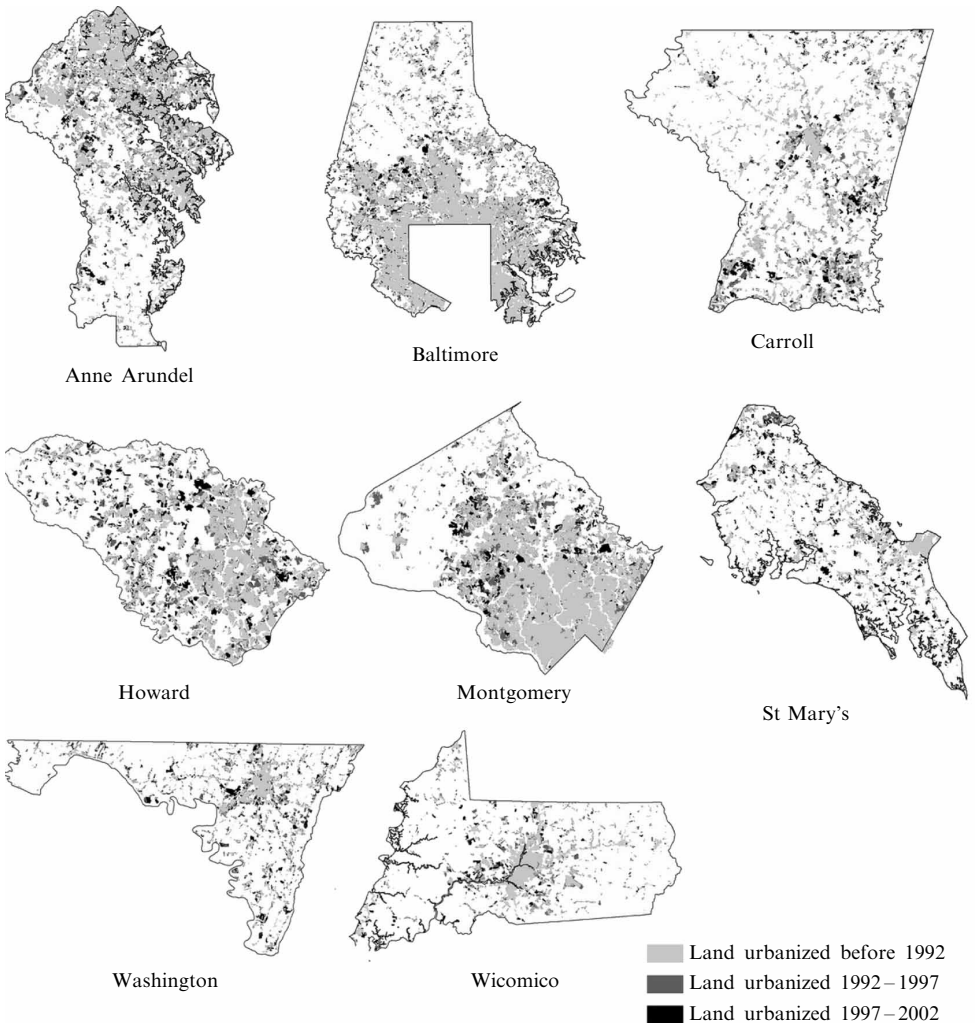 Anne Arundel
Baltimore
Carroll
Howard
Montgomery
St Mary's
Washington
Wicomico
Land urbanized before 1992
Land urbanized 1992–1997
Land urbanized 1997–2002